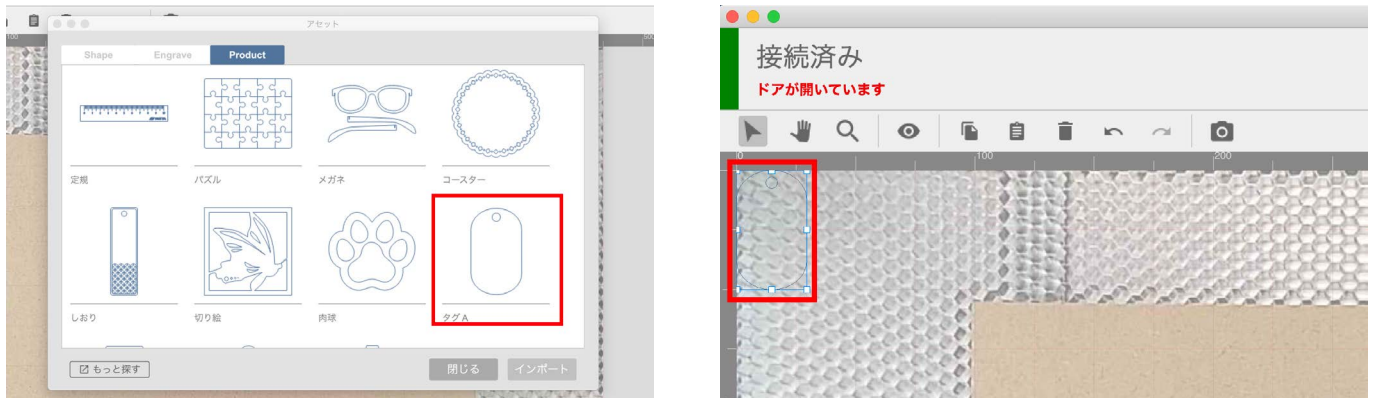 アセット
Shape Engrave Product
定規 パズル メガネ コースター
しおり 切り絵 肉球 タグ A
もっと探す 閉じる インポート
接続済み
ドアが開いています
0 100 200